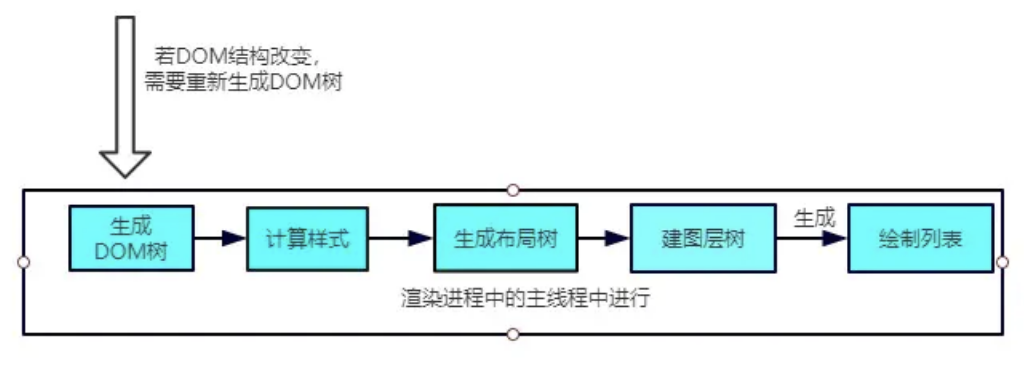 若DOM结构改变，
需要重新生成DOM树
生成
DOM树
计算样式
生成布局树
建图层树
生成
绘制列表
渲染进程中的主线程中进行